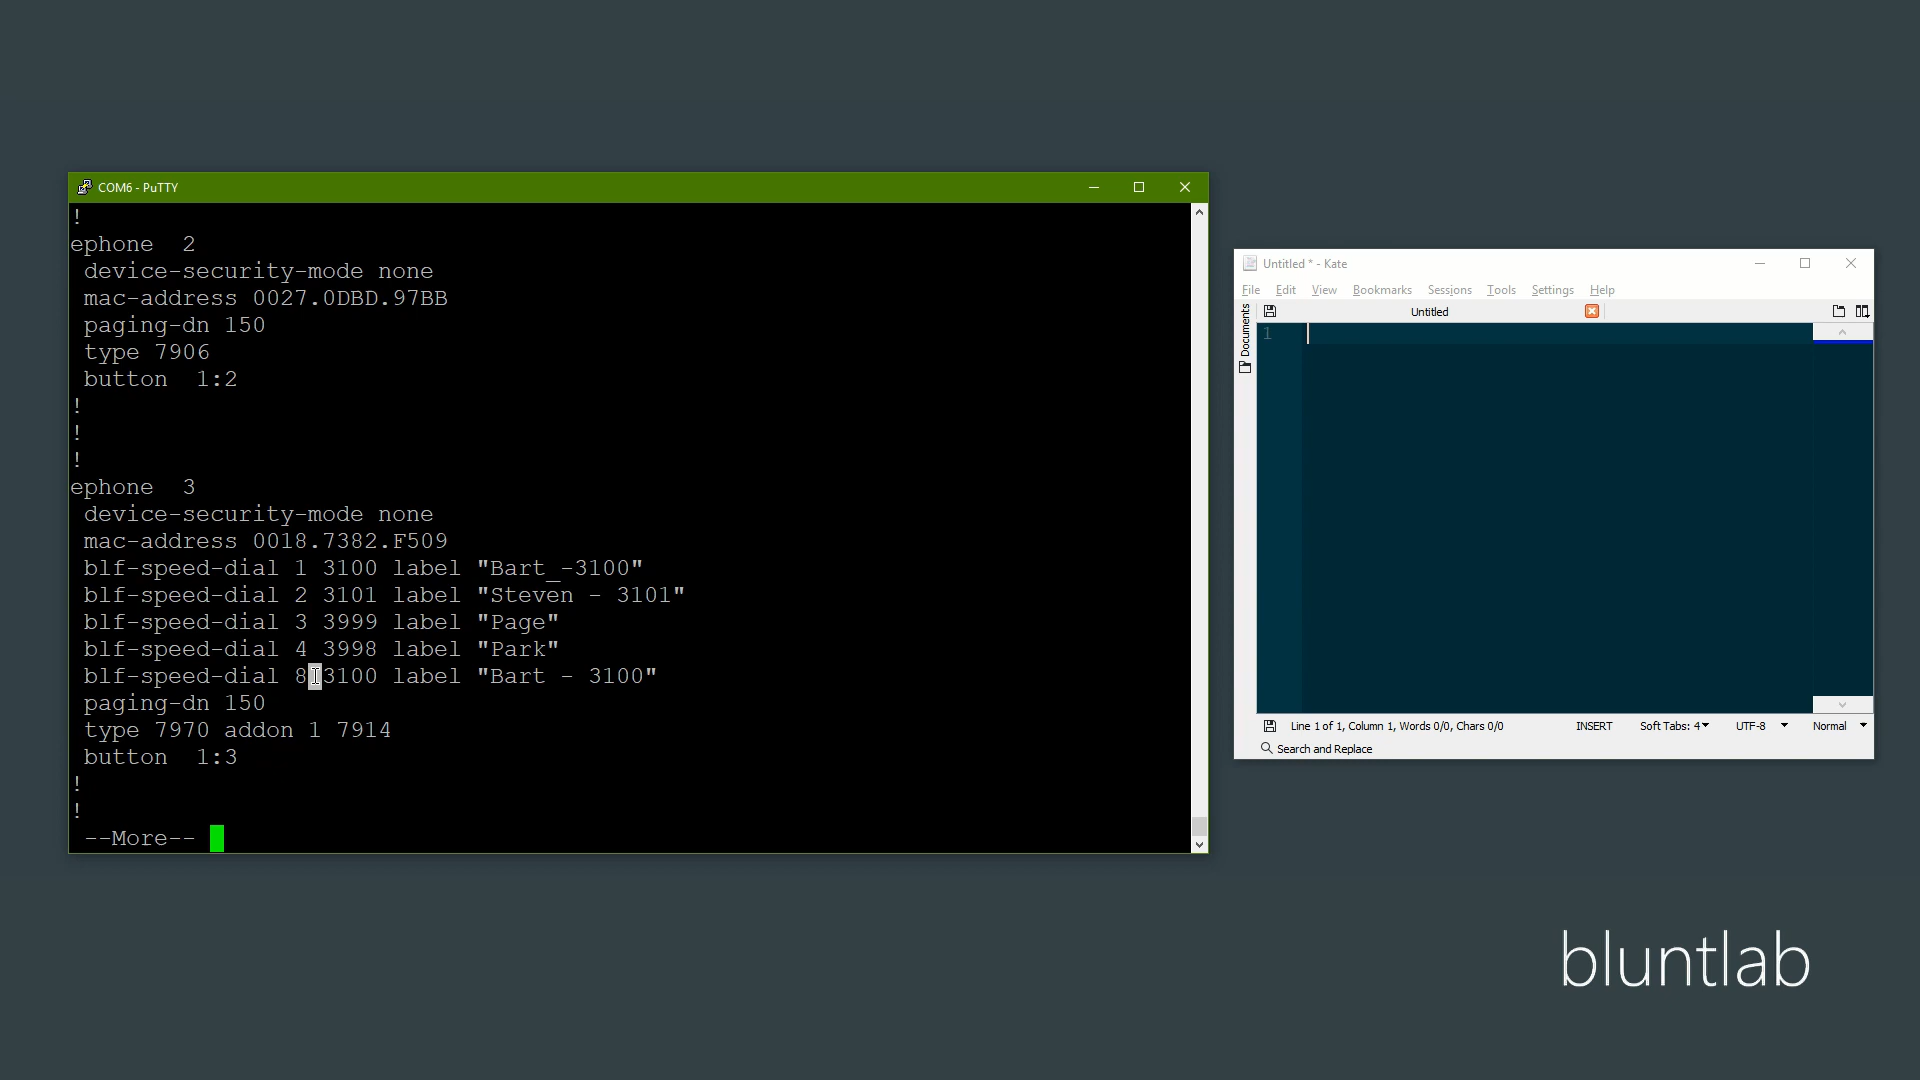 COM6 - PuTTY
!
ephone  2
 device-security-mode none
 mac-address 0027.0DBD.97BB
 paging-dn 150
 type 7906
 button  1:2
!
!
!
ephone  3
 device-security-mode none
 mac-address 0018.7382.F509
 blf-speed-dial 1 3100 label "Bart_-3100"
 blf-speed-dial 2 3101 label "Steven - 3101"
 blf-speed-dial 3 3999 label "Page"
 blf-speed-dial 4 3998 label "Park"
 blf-speed-dial 8 3100 label "Bart - 3100"
 paging-dn 150
 type 7970 addon 1 7914
 button  1:3
!
!
 --More--
Untitled * - Kate
File Edit View Bookmarks Sessions Tools Settings Help
Untitled
Documents
1
Line 1 of 1, Column 1, Words 0/0, Chars 0/0 INSERT Soft Tabs: 4 UTF-8 Normal
Search and Replace
bluntlab